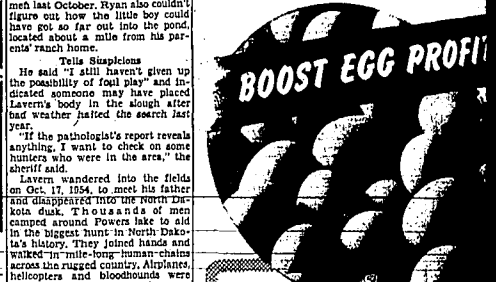 men last October. Ryan also couldn't
figure out how the little boy could
have got so far out into the pond,
located about a mile from his par-
ents' ranch home.
Tells Suspicions
He said "I still haven't given up
the possibility of foul play" and in-
dicated someone may have placed
Lavern's body in the slough after
bad weather halted the search last
year.
"If the pathologist's report reveals
anything, I want to check on some
hunters who were in the area," the
sheriff said.
Lavern wandered into the fields
on Oct. 17, 1954, to meet his father
and disappeared into the North Da-
kota dusk. Thousands of men
camped around Powers lake to aid
in the biggest hunt in North Dako-
ta's history. They joined hands and
walked in mile-long human chains
across the rugged country. Airplanes,
helicopters and bloodhounds were
BOOST EGG PROFIT